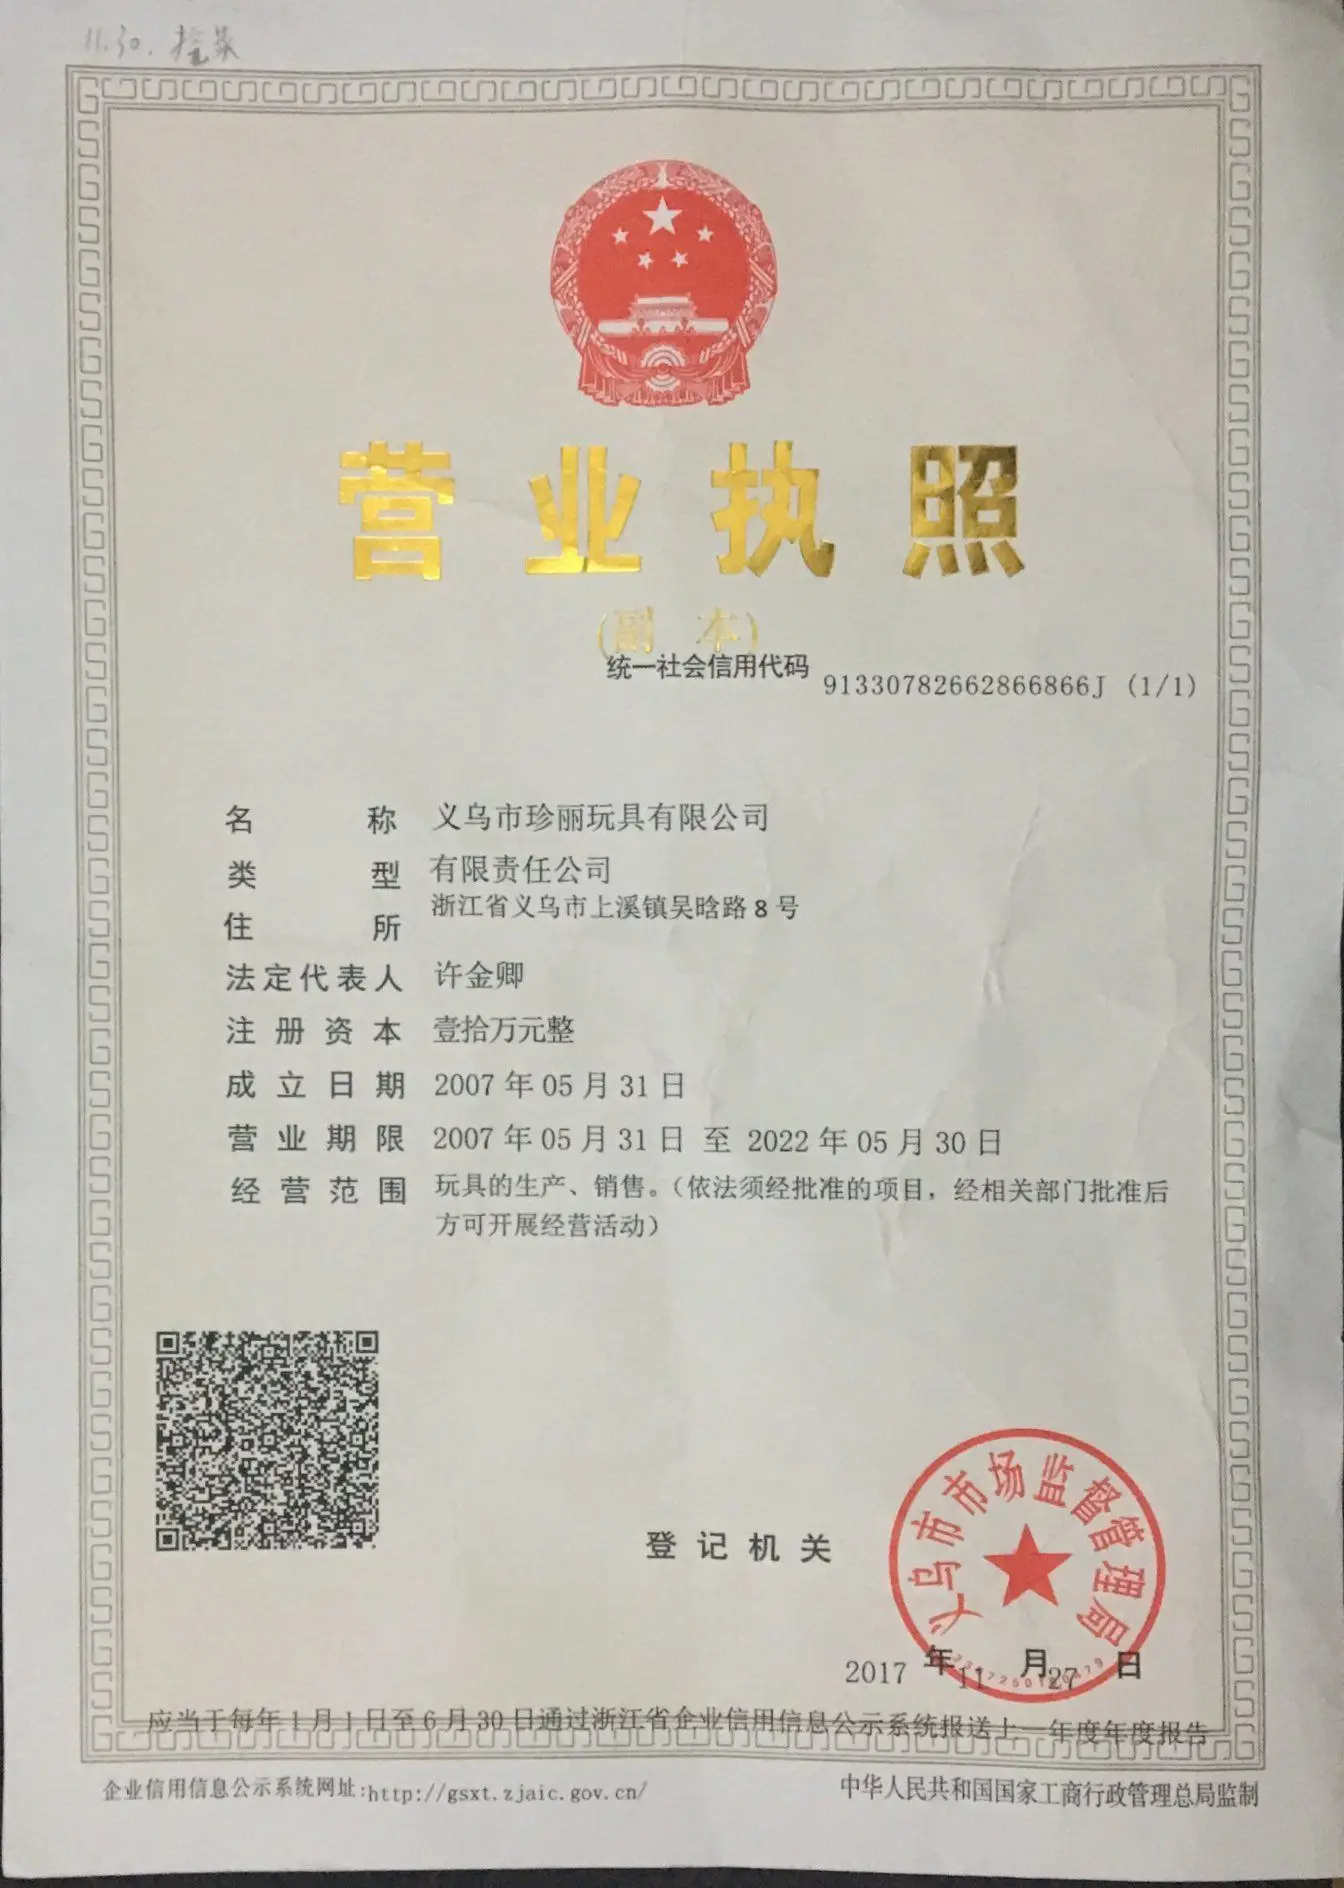 11.30.
营业执照
(副本)
统一社会信用代码 91330782662866866J (1/1)
名称 义乌市珍丽玩具有限公司
类型 有限责任公司
住所 浙江省义乌市上溪镇吴晗路8号
法定代表人 许金卿
注册资本 壹拾万元整
成立日期 2007年05月31日
营业期限 2007年05月31日 至 2022年05月30日
经营范围 玩具的生产、销售。（依法须经批准的项目，经相关部门批准后
方可开展经营活动）
登记机关
义乌市市场监督管理局
2017 年 11 月 27 日
应当于每年1月1日至6月30日通过浙江省企业信用信息公示系统报送上一年度年度报告
企业信用信息公示系统网址:http://gsxt.zjaic.gov.cn/
中华人民共和国国家工商行政管理总局监制